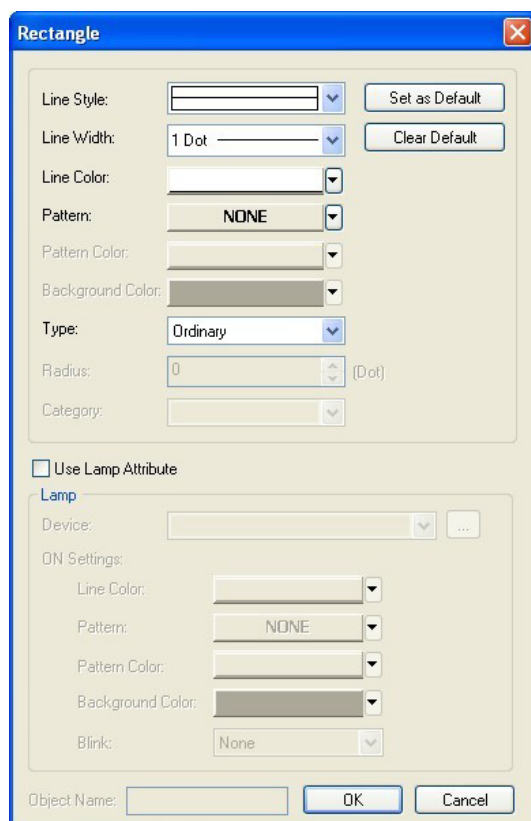 Rectangle
Line Style: Set as Default
Line Width: 1 Dot Clear Default
Line Color:
Pattern: NONE
Pattern Color:
Background Color:
Type: Ordinary
Radius: 0 (Dot)
Category:
Use Lamp Attribute
Lamp
Device: ...
ON Settings:
Line Color:
Pattern: NONE
Pattern Color:
Background Color:
Blink: None
Object Name: OK Cancel